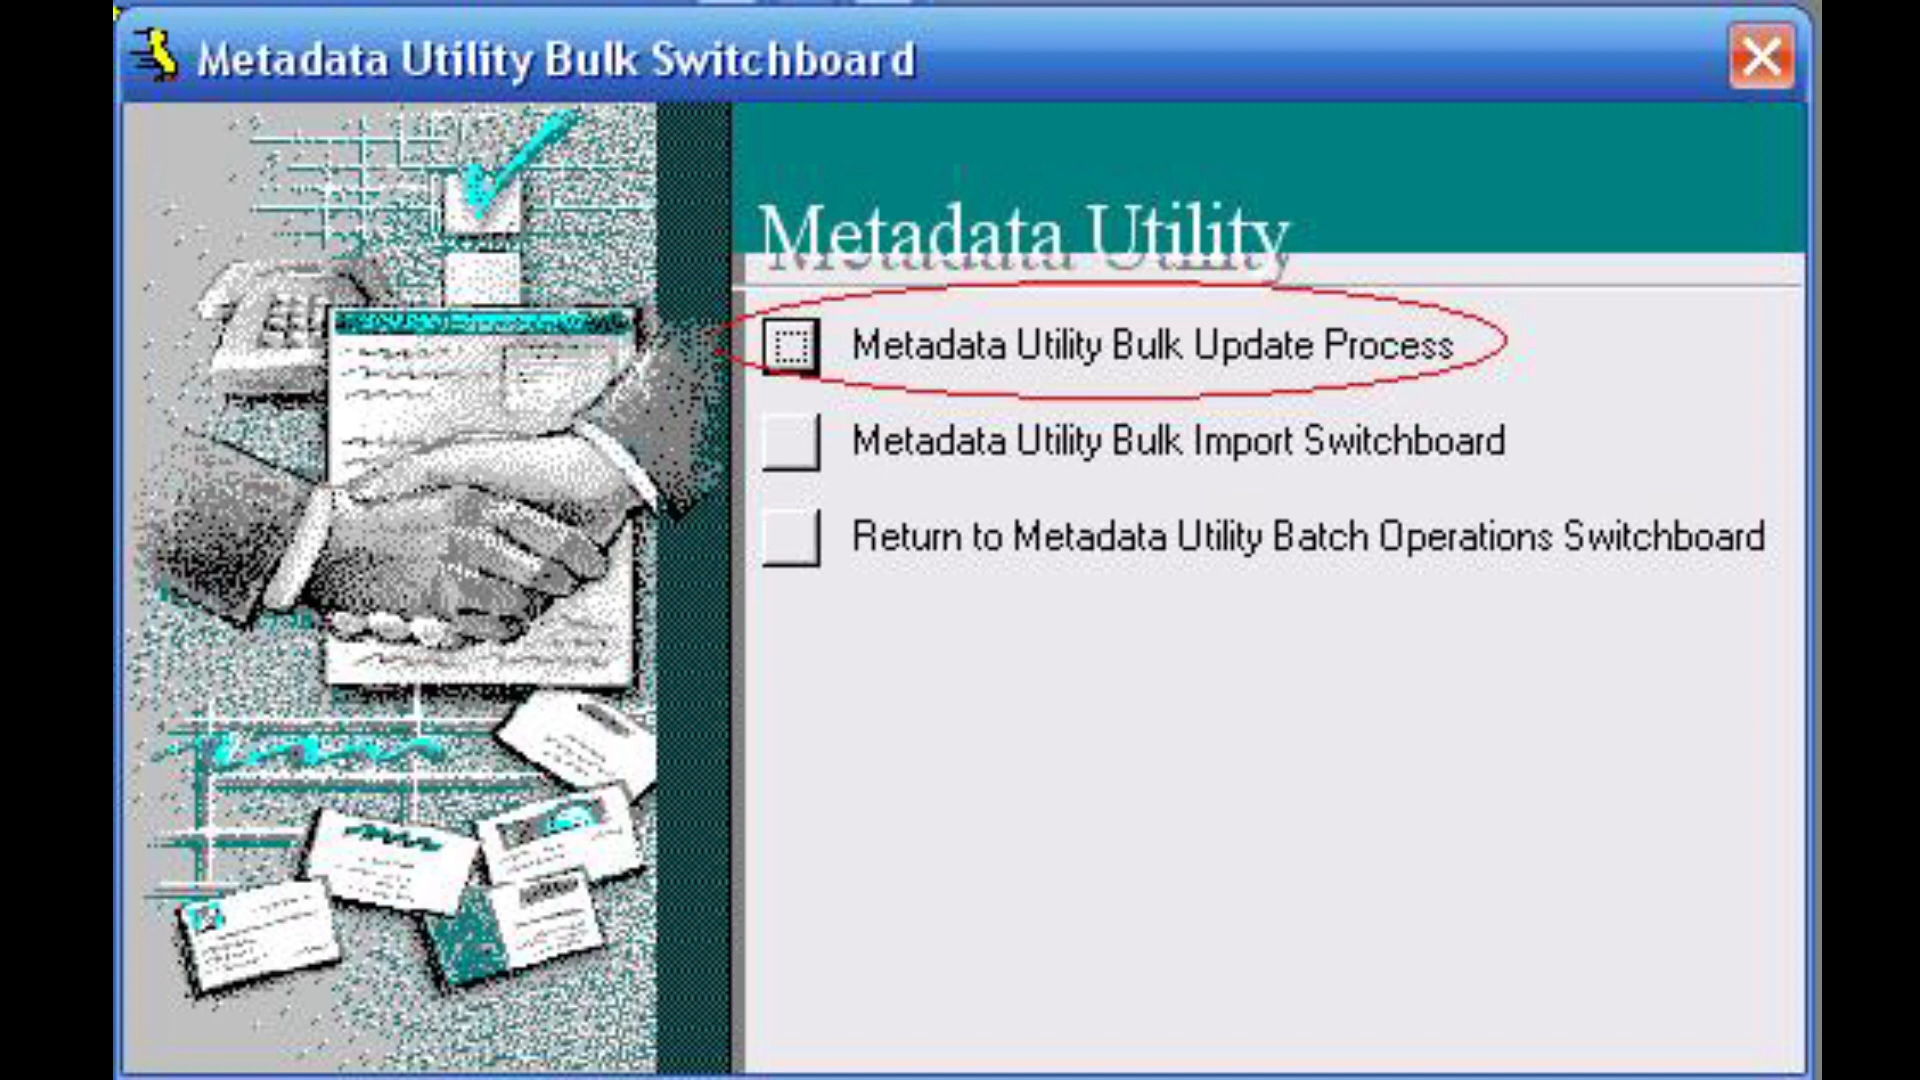 Metadata Utility Bulk Switchboard
Metadata Utility
Metadata Utility Bulk Update Process
Metadata Utility Bulk Import Switchboard
Return to Metadata Utility Batch Operations Switchboard